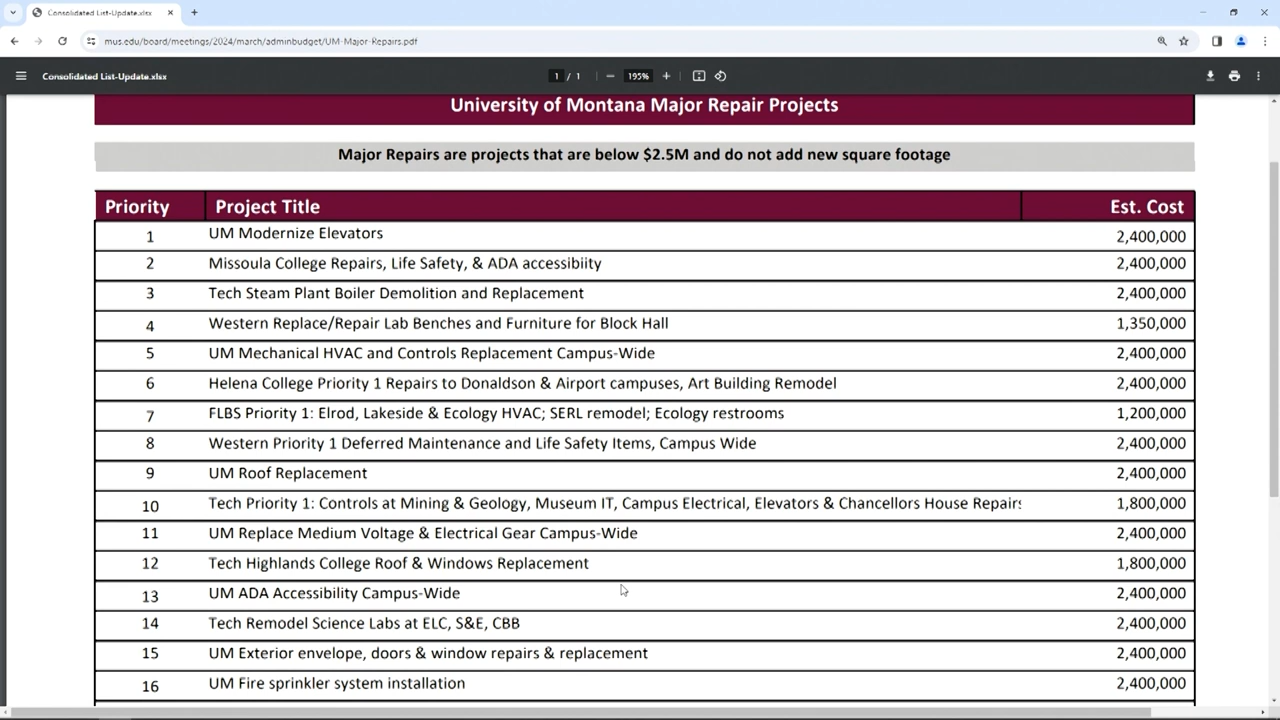 Consolidated List-Update.xlsx
mus.edu/board/meetings/2024/march/adminbudget/UM-Major-Repairs.pdf
Consolidated List-Update.xlsx 1 / 1 195%
University of Montana Major Repair Projects
Major Repairs are projects that are below $2.5M and do not add new square footage
Priority Project Title Est. Cost
1 UM Modernize Elevators 2,400,000
2 Missoula College Repairs, Life Safety, & ADA accessibiity 2,400,000
3 Tech Steam Plant Boiler Demolition and Replacement 2,400,000
4 Western Replace/Repair Lab Benches and Furniture for Block Hall 1,350,000
5 UM Mechanical HVAC and Controls Replacement Campus-Wide 2,400,000
6 Helena College Priority 1 Repairs to Donaldson & Airport campuses, Art Building Remodel 2,400,000
7 FLBS Priority 1: Elrod, Lakeside & Ecology HVAC; SERL remodel; Ecology restrooms 1,200,000
8 Western Priority 1 Deferred Maintenance and Life Safety Items, Campus Wide 2,400,000
9 UM Roof Replacement 2,400,000
10 Tech Priority 1: Controls at Mining & Geology, Museum IT, Campus Electrical, Elevators & Chancellors House Repairs 1,800,000
11 UM Replace Medium Voltage & Electrical Gear Campus-Wide 2,400,000
12 Tech Highlands College Roof & Windows Replacement 1,800,000
13 UM ADA Accessibility Campus-Wide 2,400,000
14 Tech Remodel Science Labs at ELC, S&E, CBB 2,400,000
15 UM Exterior envelope, doors & window repairs & replacement 2,400,000
16 UM Fire sprinkler system installation 2,400,000